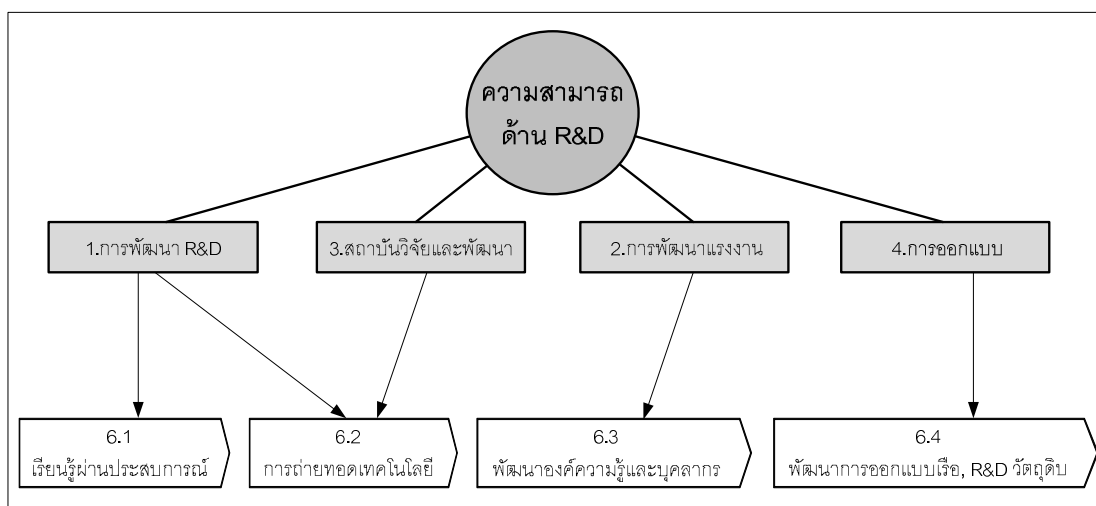 ความสามารถ
ด้าน R&D
1.การพัฒนา R&D
3.สถาบันวิจัยและพัฒนา
2.การพัฒนาแรงงาน
4.การออกแบบ
6.1
เรียนรู้ผ่านประสบการณ์
6.2
การถ่ายทอดเทคโนโลยี
6.3
พัฒนาองค์ความรู้และบุคลากร
6.4
พัฒนาการออกแบบเรือ, R&D วัตถุดิบ